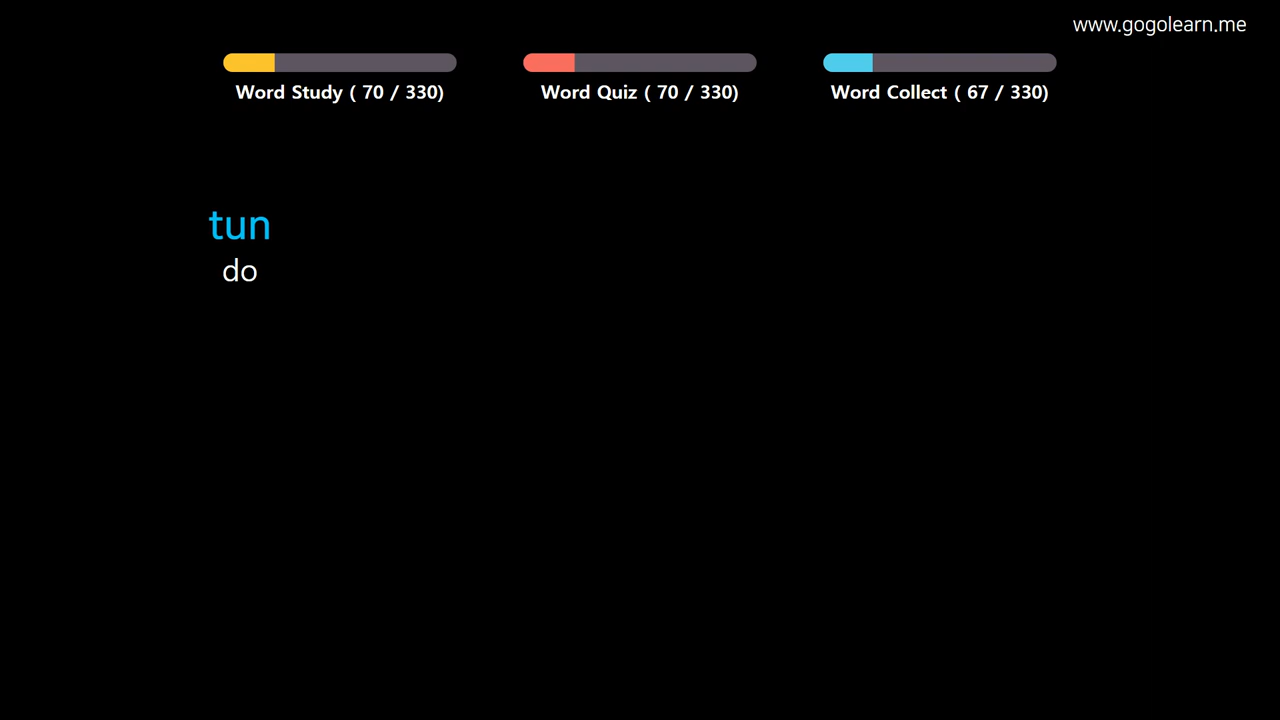 www.gogolearn.me
Word Study ( 70 / 330)
Word Quiz ( 70 / 330)
Word Collect ( 67 / 330)
tun
do